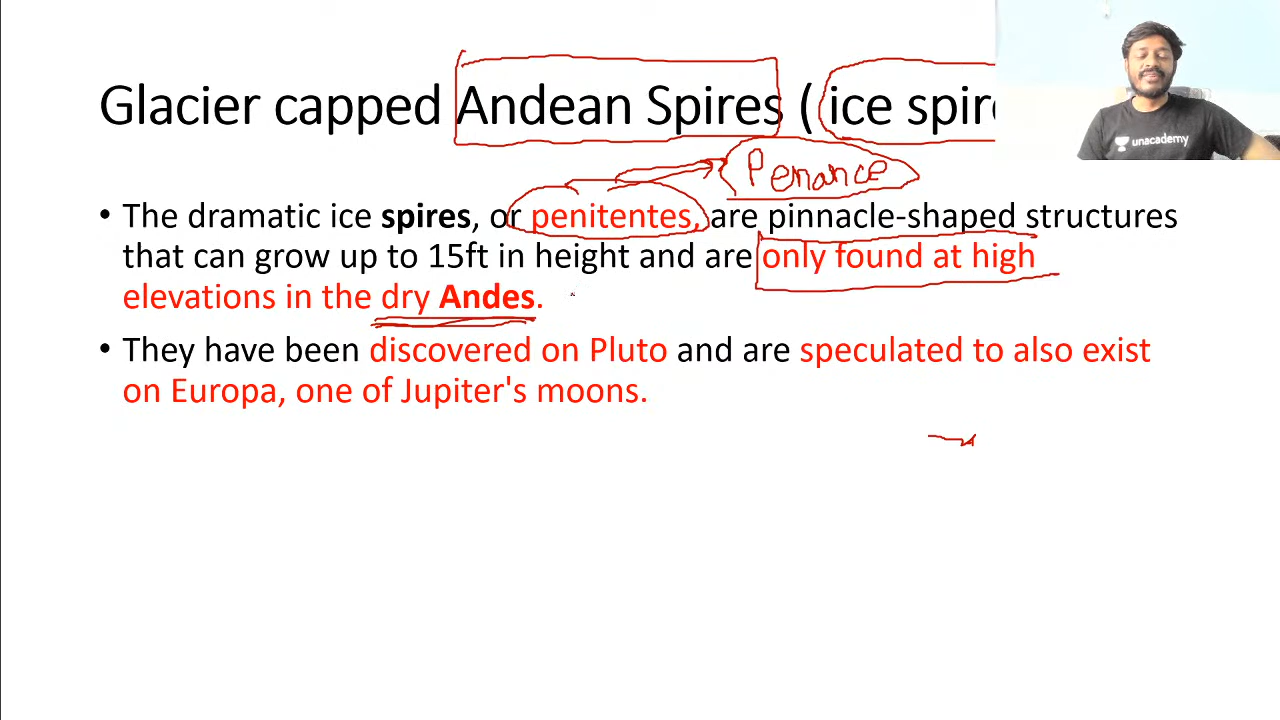 Glacier capped Andean Spires ( ice spire
unacademy
Penance
• The dramatic ice spires, or penitentes, are pinnacle-shaped structures
that can grow up to 15ft in height and are only found at high
elevations in the dry Andes.
• They have been discovered on Pluto and are speculated to also exist
on Europa, one of Jupiter's moons.